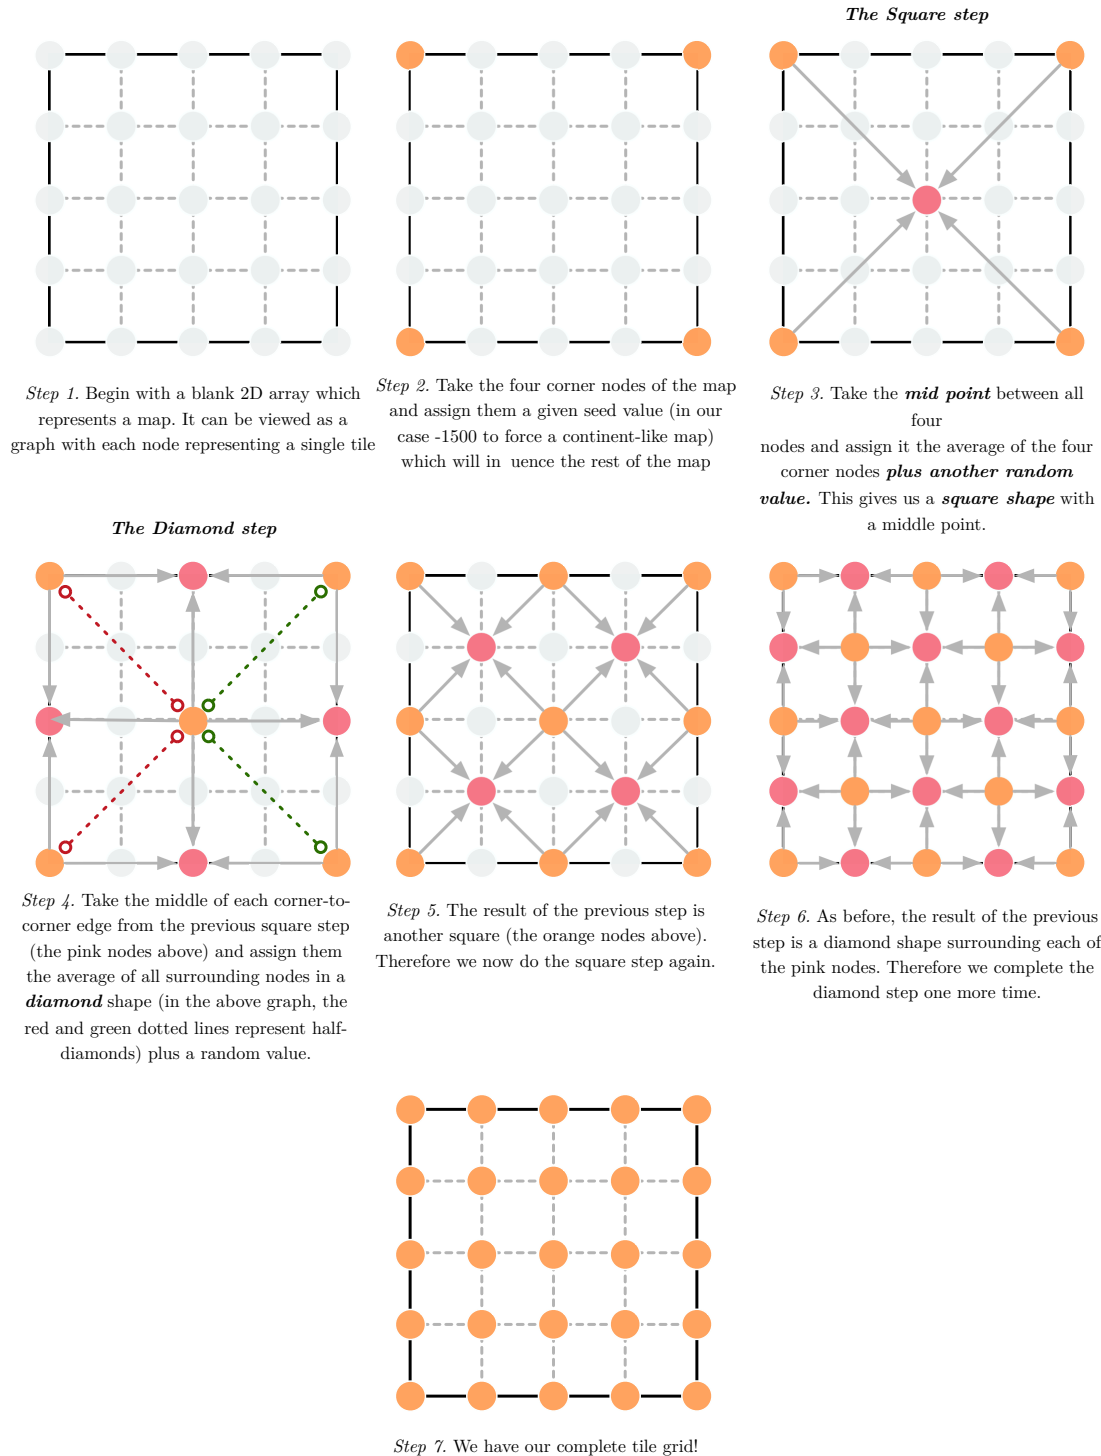 The Square step
Step 1. Begin with a blank 2D array which
represents a map. It can be viewed as a
graph with each node representing a single tile
Step 2. Take the four corner nodes of the map
and assign them a given seed value (in our
case -1500 to force a continent-like map)
which will in uence the rest of the map
Step 3. Take the mid point between all
four
nodes and assign it the average of the four
corner nodes plus another random
value. This gives us a square shape with
a middle point.
The Diamond step
Step 4. Take the middle of each corner-to-
corner edge from the previous square step
(the pink nodes above) and assign them
the average of all surrounding nodes in a
diamond shape (in the above graph, the
red and green dotted lines represent half-
diamonds) plus a random value.
Step 5. The result of the previous step is
another square (the orange nodes above).
Therefore we now do the square step again.
Step 6. As before, the result of the previous
step is a diamond shape surrounding each of
the pink nodes. Therefore we complete the
diamond step one more time.
Step 7. We have our complete tile grid!